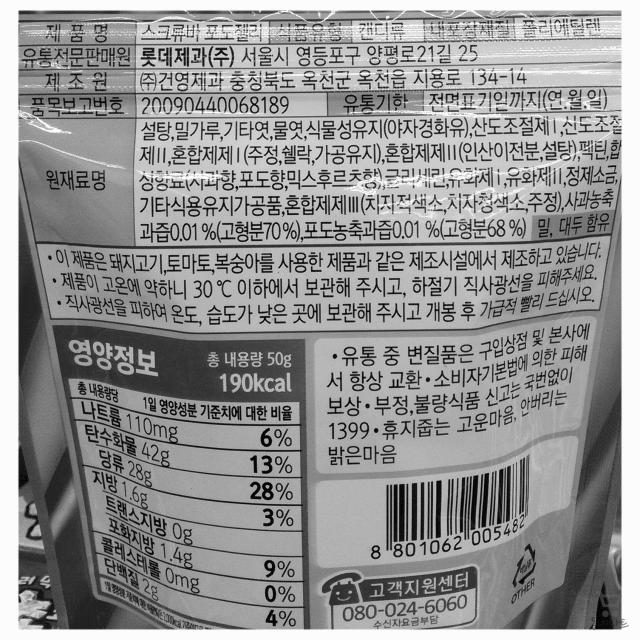 제 품 명 스크류바 포도젤리 식품유형 캔디류 내포장재질 폴리에틸렌
유통전문판매원 롯데제과(주) 서울시 영등포구 양평로21길 25
제 조 원 (주)건영제과 충청북도 옥천군 옥천읍 지용로 134-14
품목보고번호 20090440068189 유통기한 전면표기일까지(연,월,일)
원재료명
설탕,밀가루,기타엿,물엿,식물성유지(야자경화유),산도조절제Ⅰ,산도조절
제Ⅱ,혼합제제Ⅰ(주정,쉘락,가공유지),혼합제제Ⅱ(인산이전분,설탕),펙틴,합
성향료(사과향,포도향,믹스후르츠향),글리세린,유화제Ⅰ,유화제Ⅱ,정제소금,
기타식용유지가공품,혼합제제Ⅲ(치자적색소,치자청색소,주정),사과농축
과즙0.01%(고형분70%),포도농축과즙0.01%(고형분68%) 밀, 대두 함유
• 이 제품은 돼지고기,토마토,복숭아를 사용한 제품과 같은 제조시설에서 제조하고 있습니다.
• 제품이 고온에 약하니 30℃ 이하에서 보관해 주시고, 하절기 직사광선을 피해주세요.
• 직사광선을 피하여 온도, 습도가 낮은 곳에 보관해 주시고 개봉 후 가급적 빨리 드십시오.
영양정보 총 내용량 50g
190kcal
총 내용량당 1일 영양성분 기준치에 대한 비율
나트륨 110mg 6%
탄수화물 42g 13%
당류 28g 28%
지방 1.6g 3%
트랜스지방 0g
포화지방 1.4g 9%
콜레스테롤 0mg 0%
단백질 2g 4%
• 유통 중 변질품은 구입상점 및 본사에
서 항상 교환 • 소비자기본법에 의한 피해
보상 • 부정,불량식품 신고는 국번없이
1399 • 휴지줍는 고운마음, 안버리는
밝은마음
8 801062 005482
고객지원센터
080-024-6060
수신자요금부담
OTHER